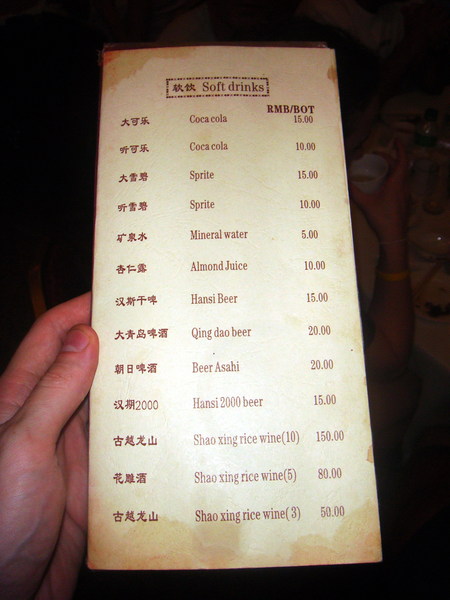 软饮 Soft drinks
RMB/BOT
大可乐 Coca cola 15.00
听可乐 Coca cola 10.00
大雪碧 Sprite 15.00
听雪碧 Sprite 10.00
矿泉水 Mineral water 5.00
杏仁露 Almond Juice 10.00
汉斯干啤 Hansi Beer 15.00
大青岛啤酒 Qing dao beer 20.00
朝日啤酒 Beer Asahi 20.00
汉期2000 Hansi 2000 beer 15.00
古越龙山 Shao xing rice wine(10) 150.00
花雕酒 Shao xing rice wine(5) 80.00
古越龙山 Shao xing rice wine( 3) 50.00